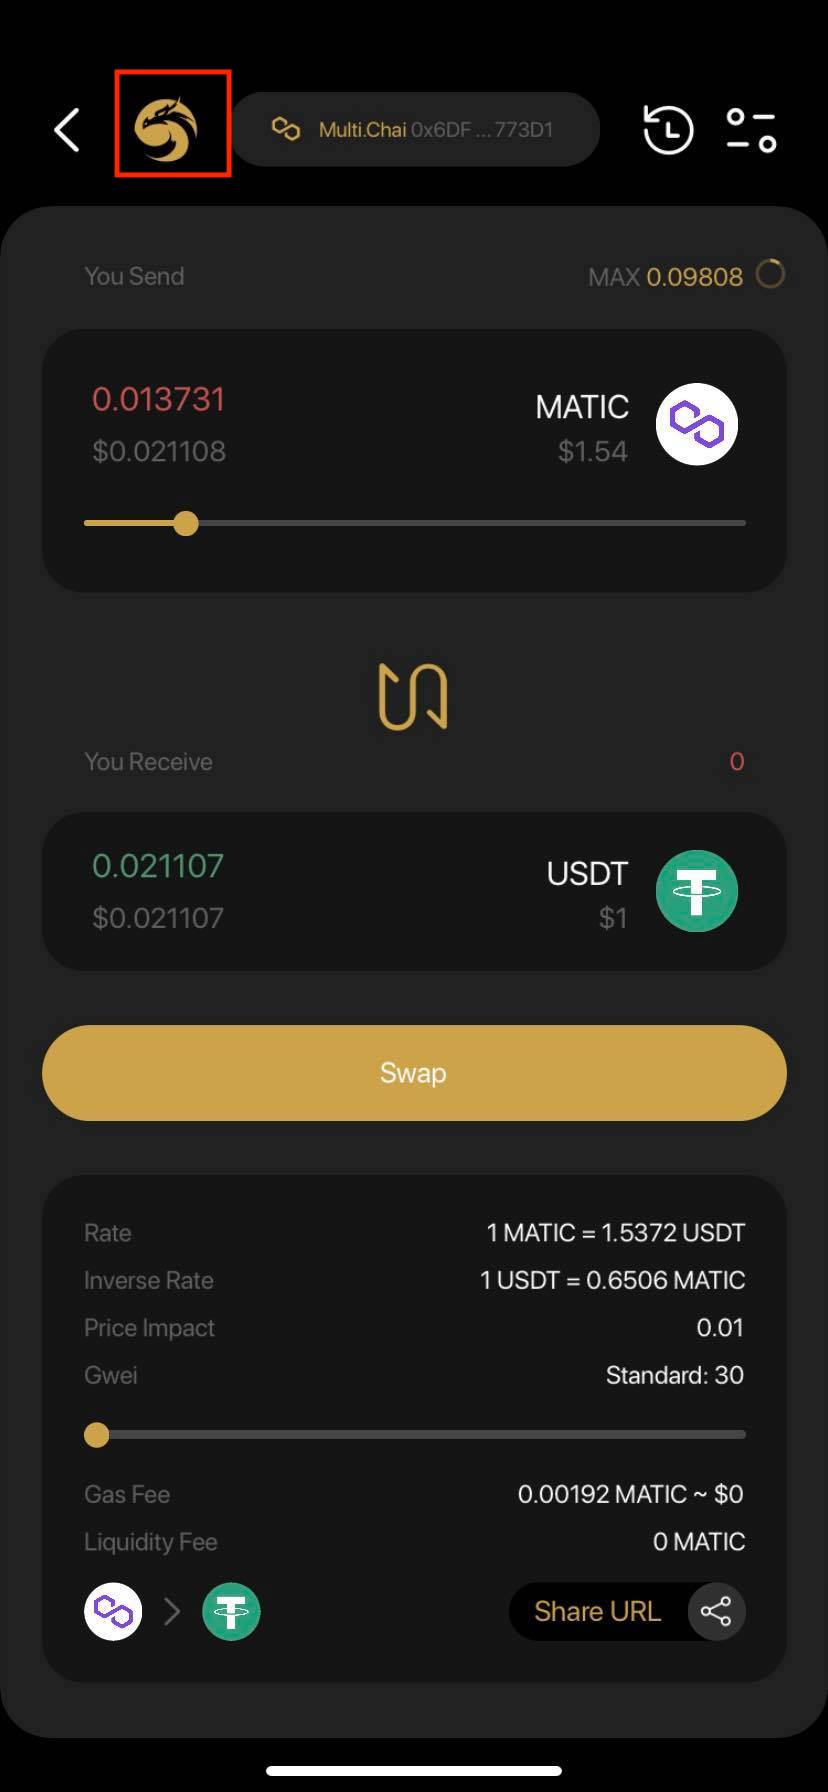 Multi.Chai 0x6DF ... 773D1
You Send MAX 0.09808
0.013731 MATIC
$0.021108 $1.54
You Receive 0
0.021107 USDT
$0.021107 $1
Swap
Rate 1 MATIC = 1.5372 USDT
Inverse Rate 1 USDT = 0.6506 MATIC
Price Impact 0.01
Gwei Standard: 30
Gas Fee 0.00192 MATIC ~ $0
Liquidity Fee 0 MATIC
Share URL